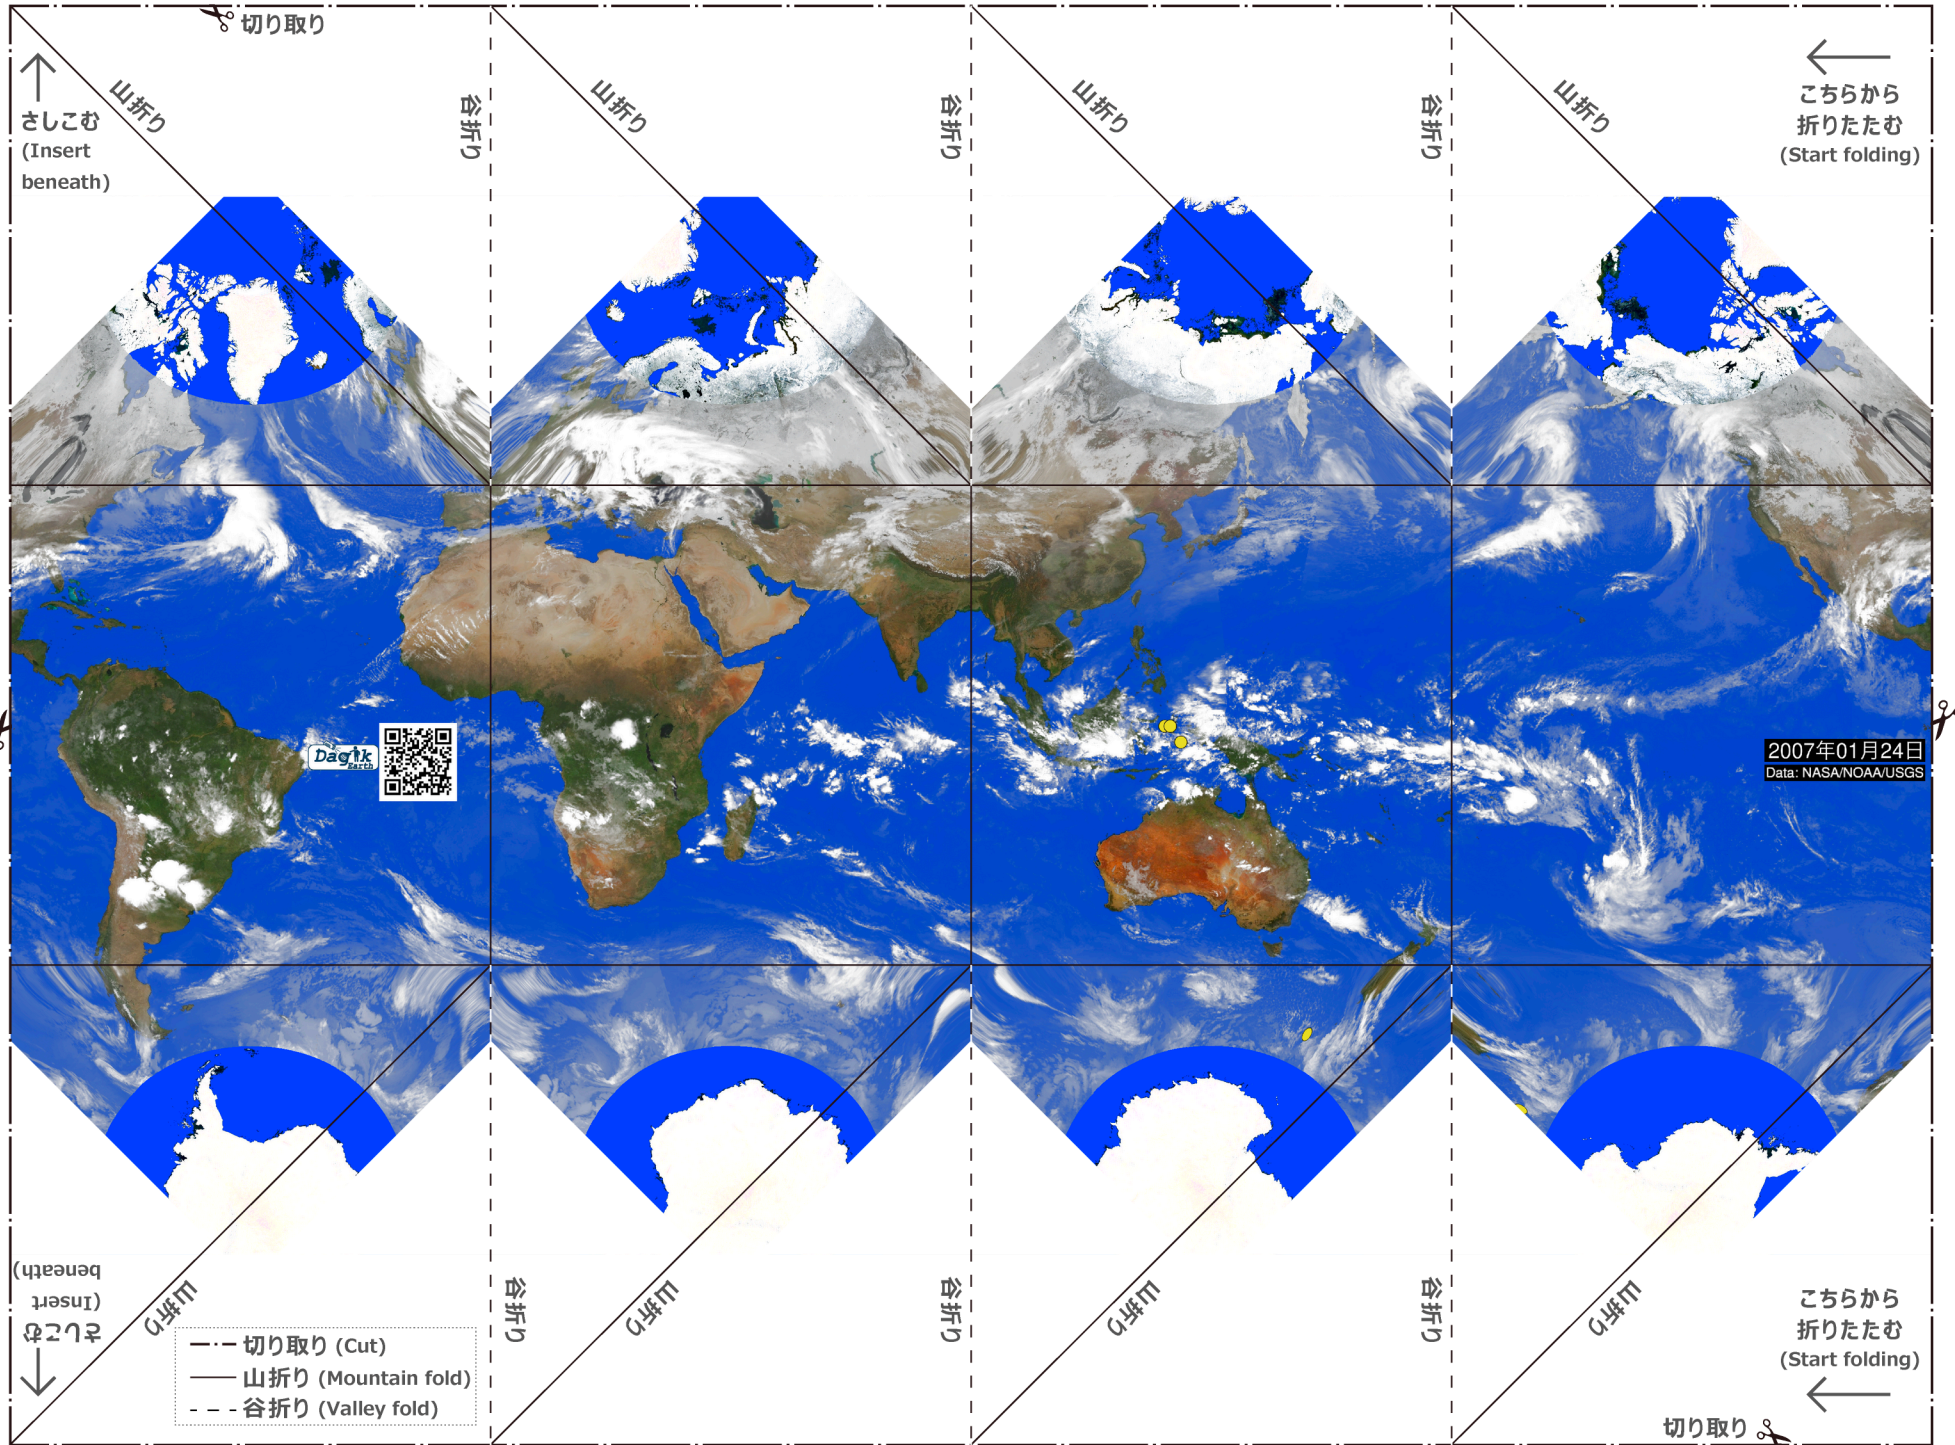 切り取り
さしこむ
(Insert
beneath)
山折り
谷折り
山折り
谷折り
山折り
谷折り
山折り
こちらから
折りたたむ
(Start folding)
Dagik
Earth
2007年01月24日
Data: NASA/NOAA/USGS
さしこむ
(Insert
beneath)
山折り
谷折り
山折り
谷折り
山折り
谷折り
山折り
こちらから
折りたたむ
(Start folding)
切り取り (Cut)
山折り (Mountain fold)
谷折り (Valley fold)
切り取り